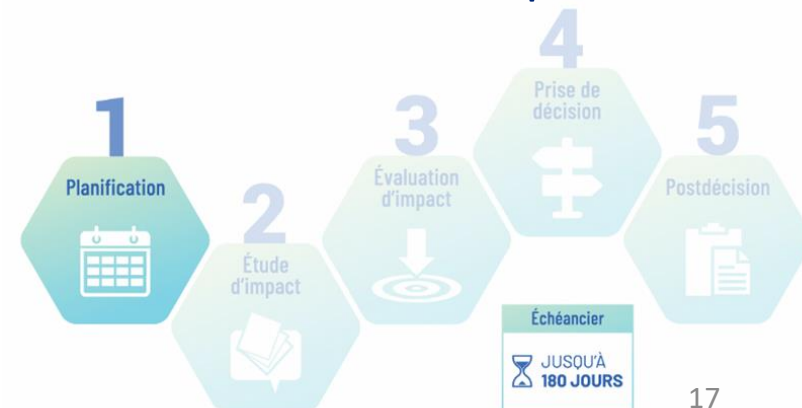 1
Planification
2
Étude
d'impact
3
Évaluation
d'impact
4
Prise de
décision
5
Postdécision
Échéancier
JUSQU'À
180 JOURS
17